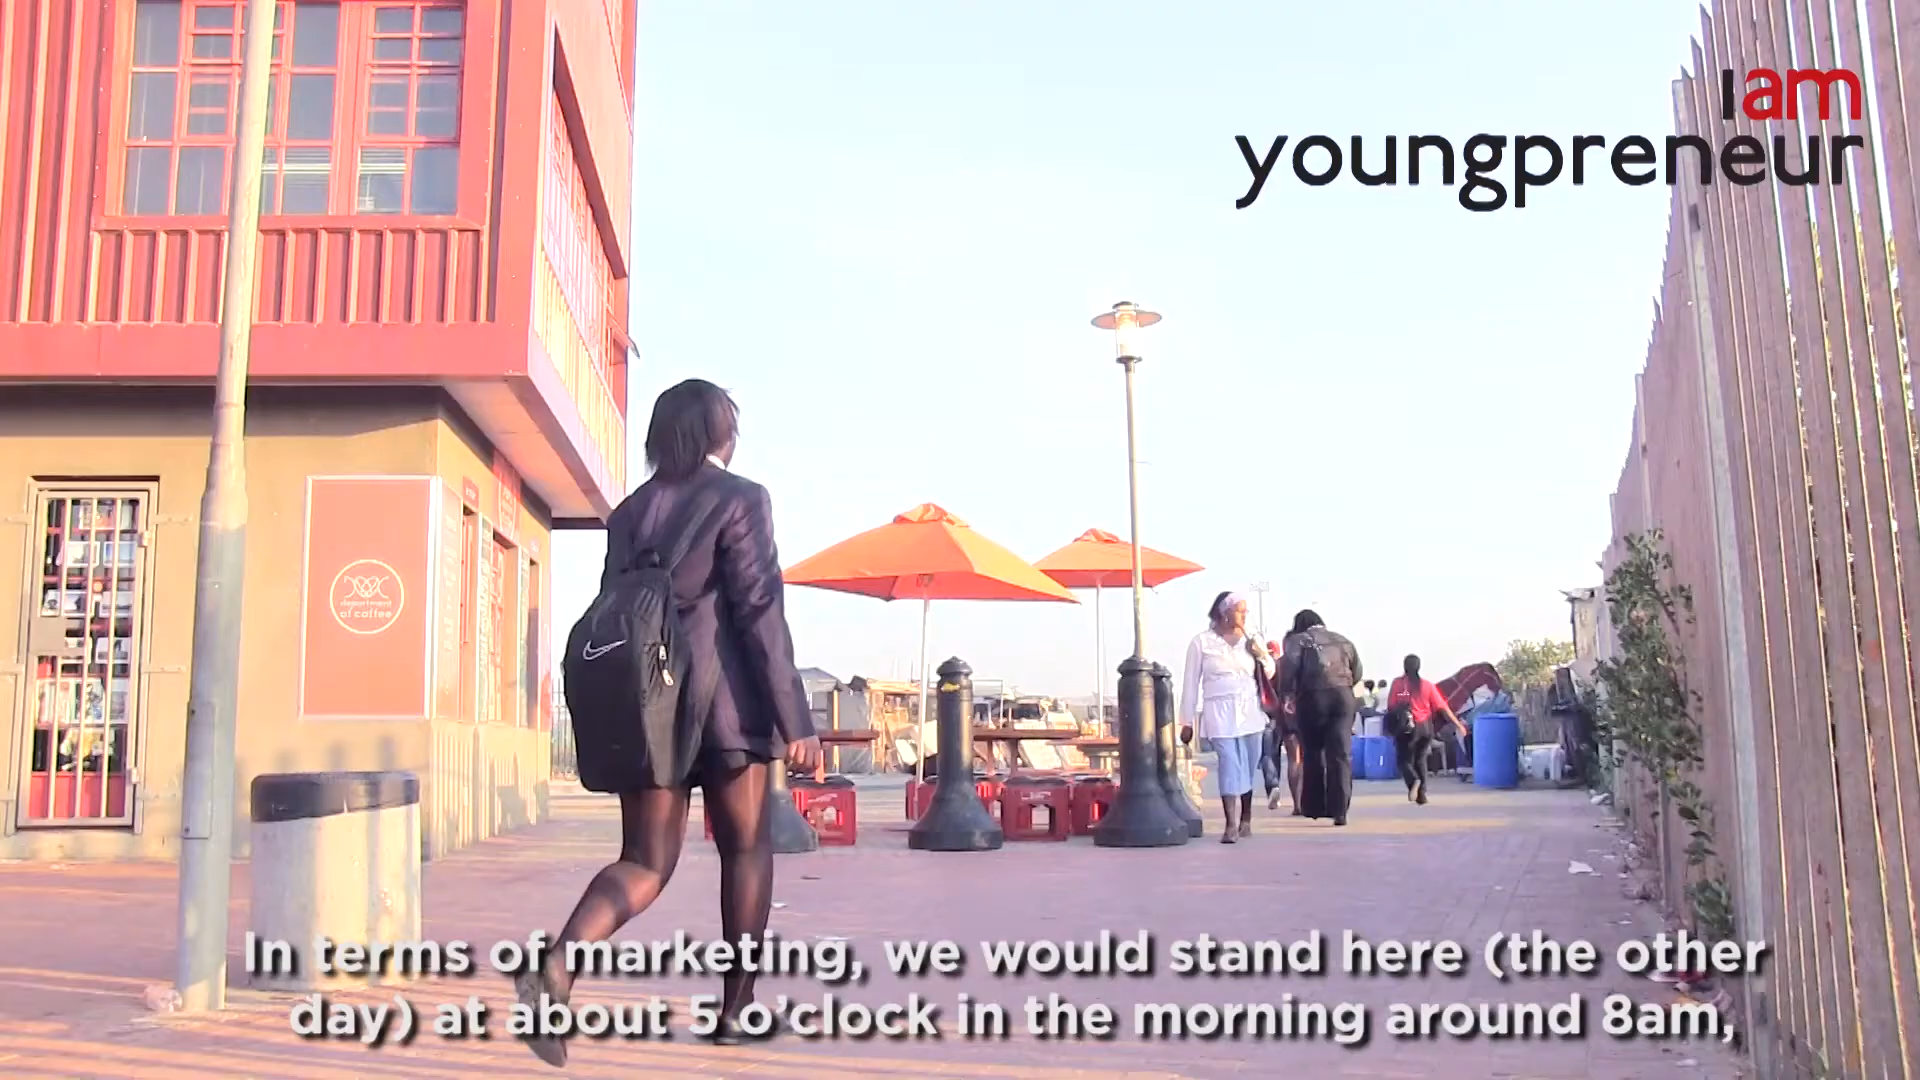 I am
youngpreneur
department
of coffee
In terms of marketing, we would stand here (the other
day) at about 5 o'clock in the morning around 8am,